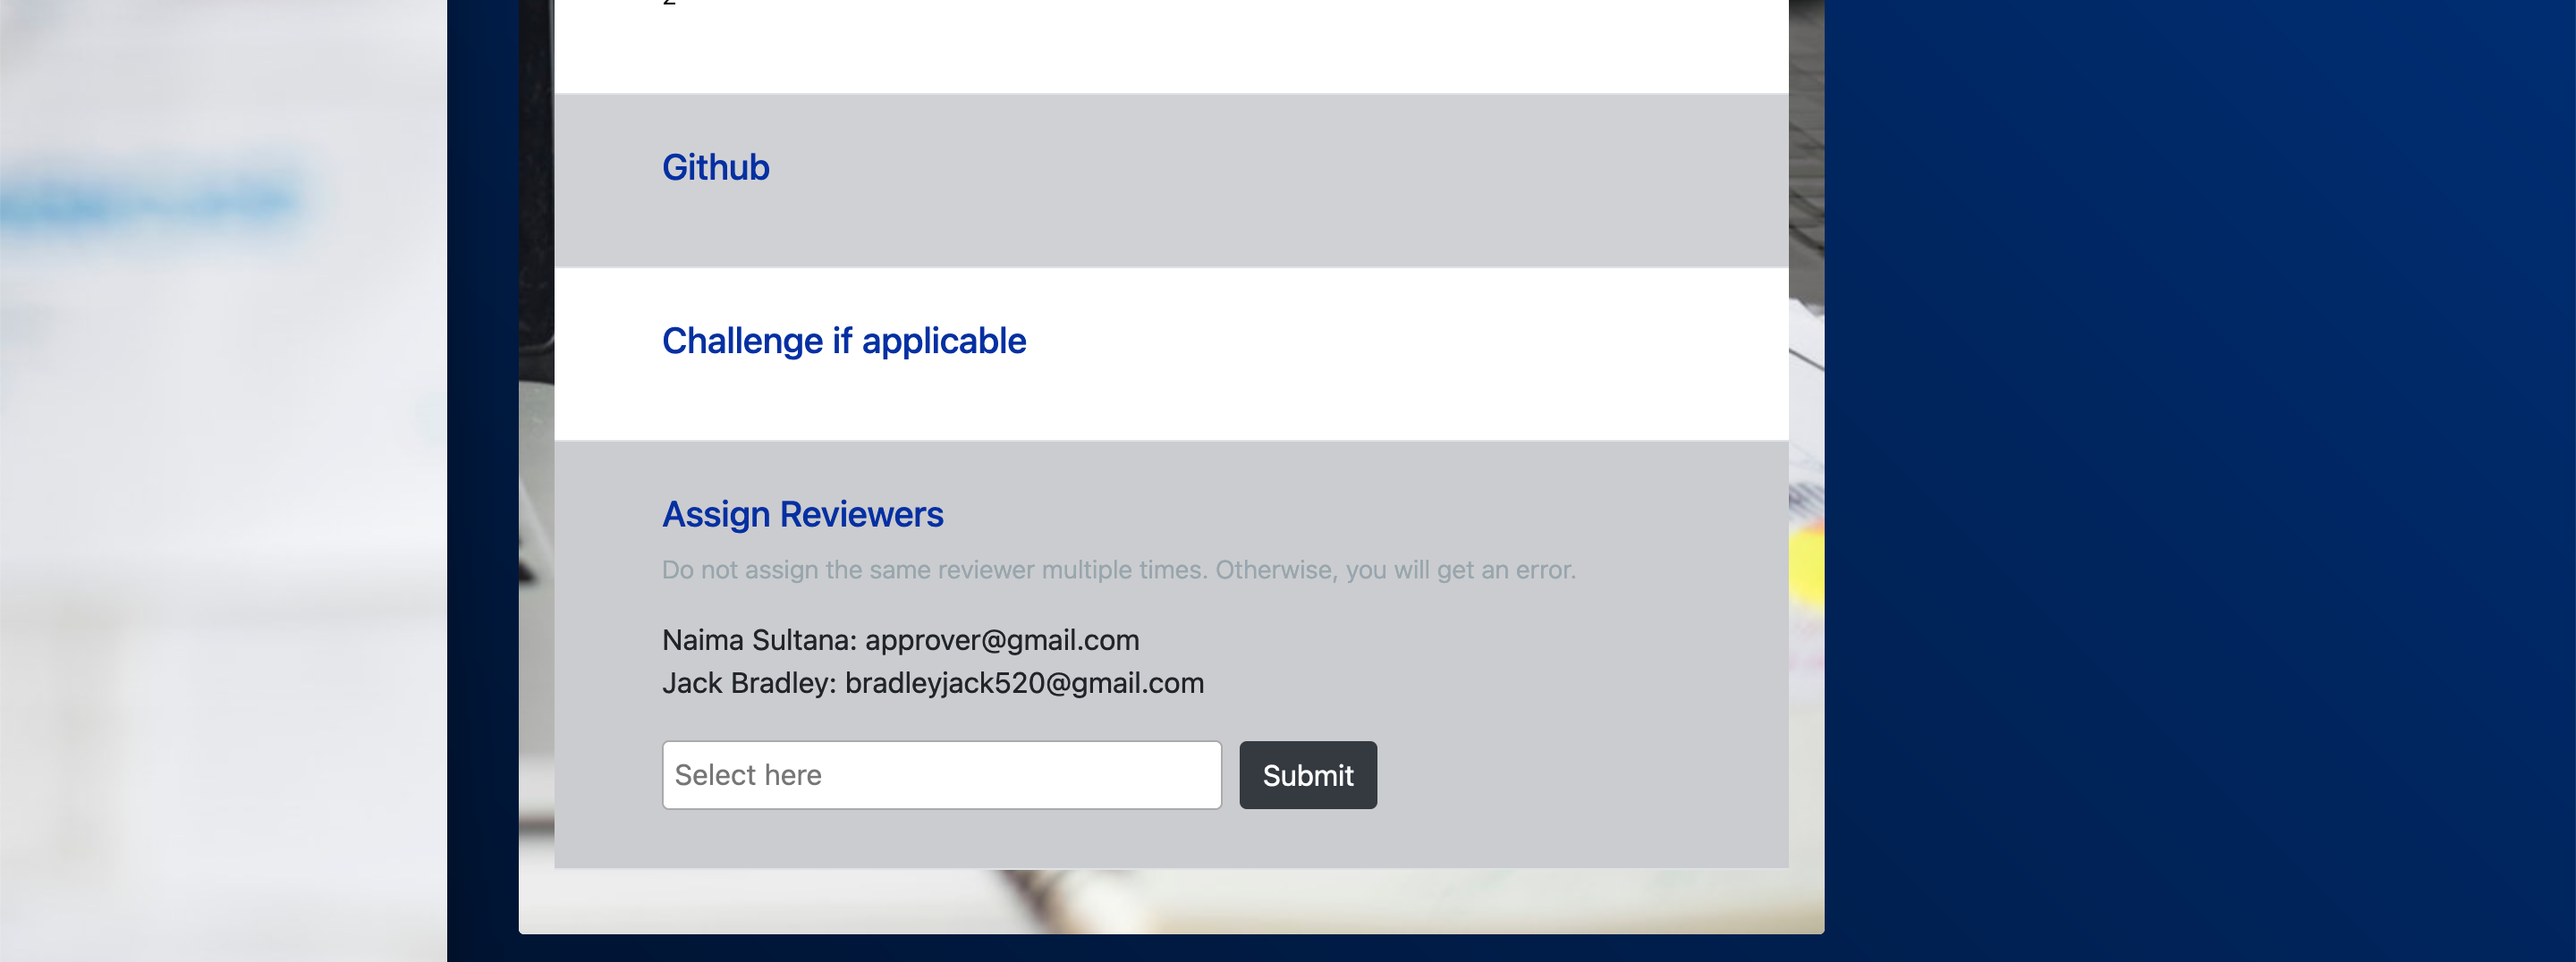 Github
Challenge if applicable
Assign Reviewers
Do not assign the same reviewer multiple times. Otherwise, you will get an error.
Naima Sultana: approver@gmail.com
Jack Bradley: bradleyjack520@gmail.com
Select here
Submit